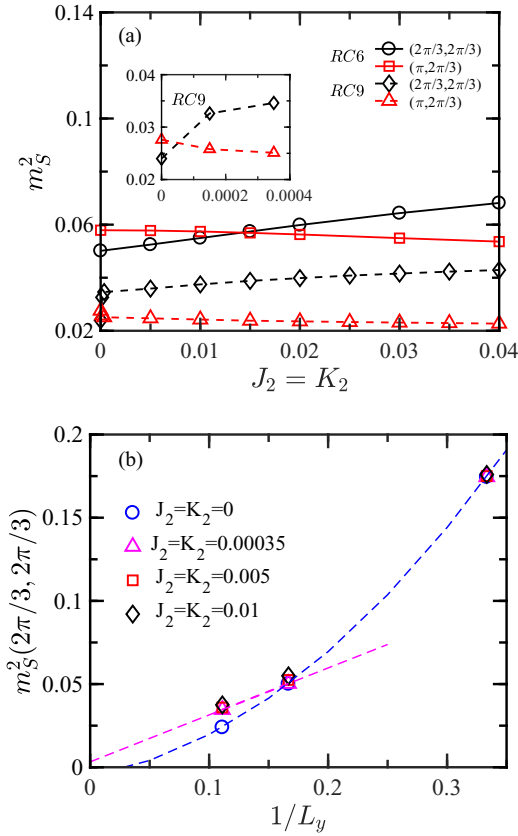 (a)
0.14
0.1
0.06
0.02
m_S^2
RC6
(2π/3,2π/3)
(π,2π/3)
RC9
(2π/3,2π/3)
(π,2π/3)
RC9
0.04
0.03
0.02
0 0.0002 0.0004
0 0.01 0.02 0.03 0.04
J_2 = K_2
(b)
0.2
0.15
0.1
0.05
0
m_S^2(2π/3, 2π/3)
J_2=K_2=0
J_2=K_2=0.00035
J_2=K_2=0.005
J_2=K_2=0.01
0 0.1 0.2 0.3
1/L_y